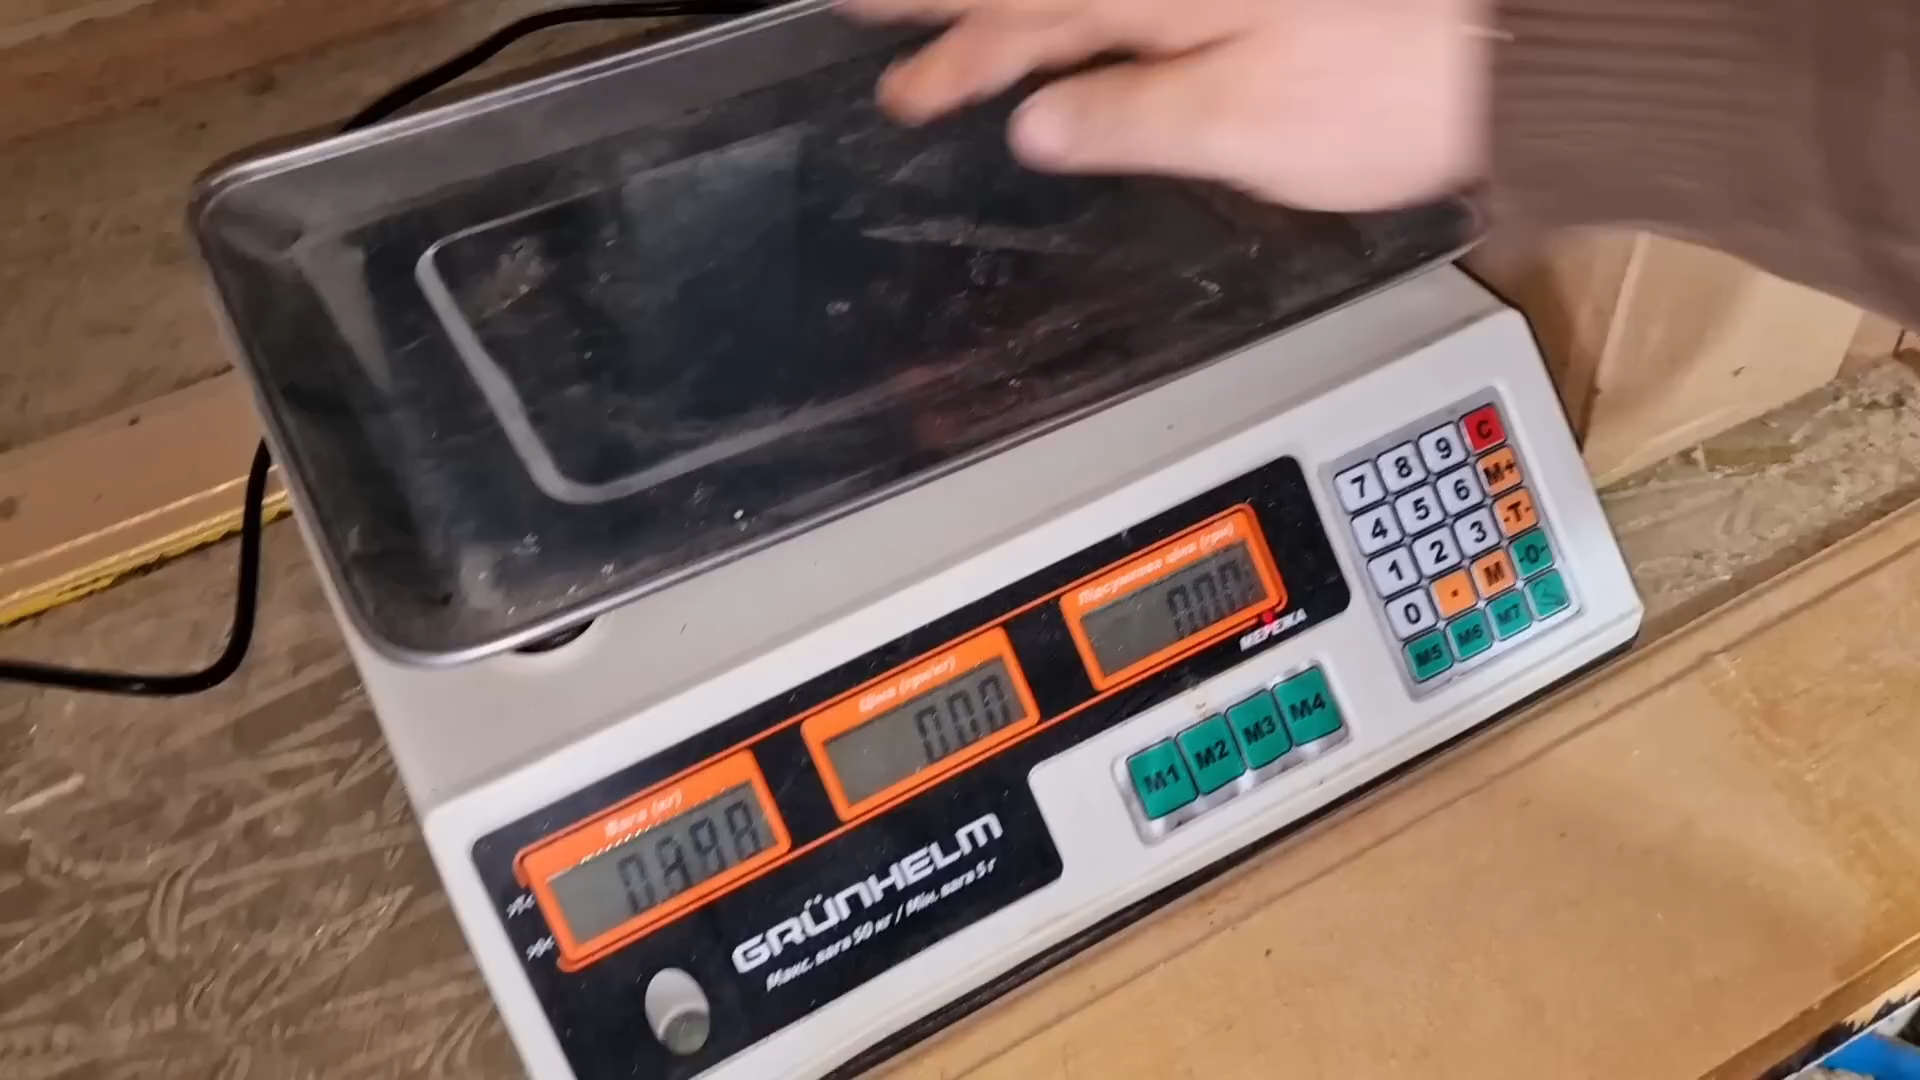 Вага (кг)
Ціна (грн/кг)
0.00
Підсумкова ціна (грн)
0.00
МЕРЕЖА
GRÜNHELM
Макс. вага 50 кг / Мін. вага 5 г
M1 M2 M3 M4
7 8 9 C
4 5 6 M+
1 2 3 -T-
0 . M -0-
M5 M6 M7